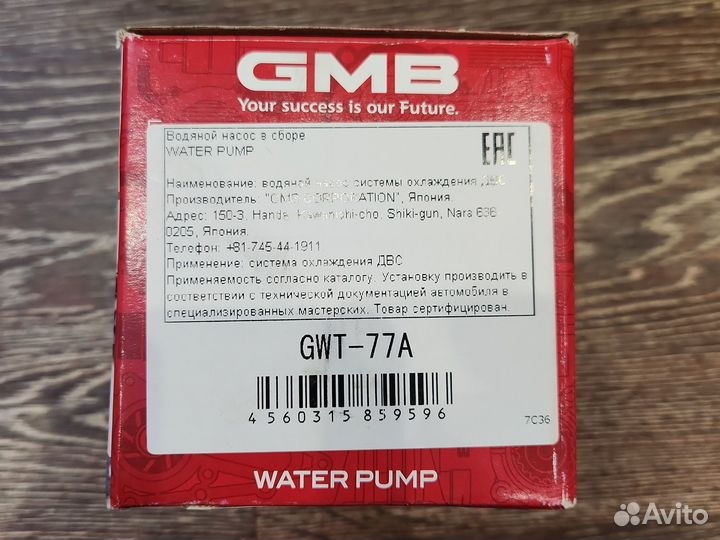 GMB
Your success is our Future.
Водяной насос в сборе
WATER PUMP
EAC
Наименование: водяной насос системы охлаждения ДВС
Производитель: "GMB CORPORATION", Япония.
Адрес: 150-3, Handa, Kawanishi-cho, Shiki-gun, Nara 636
0205, Япония.
Телефон: +81-745-44-1911
Применение: система охлаждения ДВС
Применяемость согласно каталогу. Установку производить в
соответствии с технической документацией автомобиля в
специализированных мастерских. Товар сертифицирован.
GWT-77A
4 560315 859596
7C36
WATER PUMP
Avito